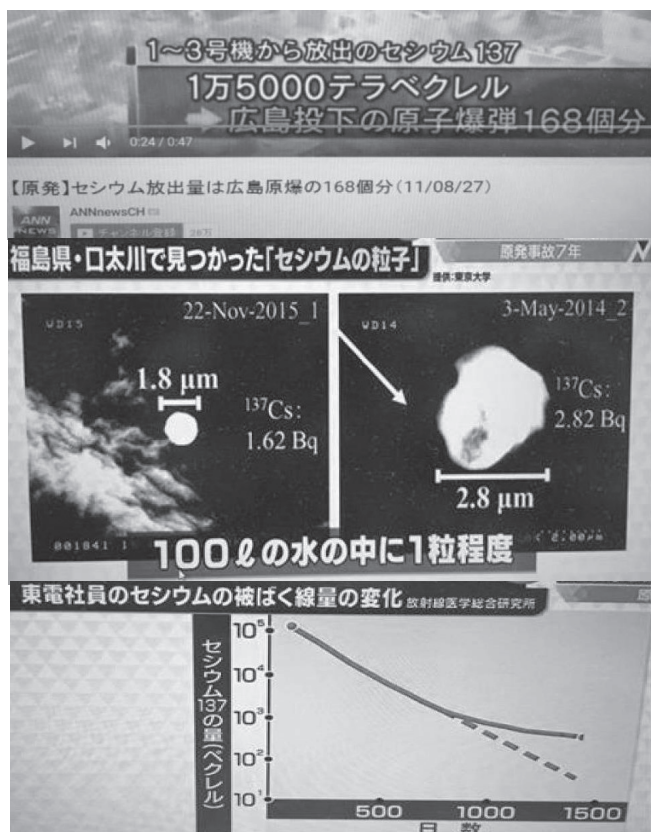 1〜3号機から放出のセシウム137
1万5000テラベクレル
➡広島投下の原子爆弾168個分
0:24 / 0:47
【原発】セシウム放出量は広島原爆の168個分(11/08/27)
ANN NEWS
ANNnewsCH
チャンネル登録 26万
福島県・口太川で見つかった「セシウムの粒子」
原発事故7年
N
提供:東京大学
WD15
22-Nov-2015_1
1.8 μm
¹³⁷Cs:
1.62 Bq
001841
WD14
3-May-2014_2
¹³⁷Cs:
2.82 Bq
2.8 μm
2.00μm
100ℓの水の中に1粒程度
東電社員のセシウムの被ばく線量の変化 放射線医学総合研究所
セシウム137の量(ベクレル)
10⁵
10⁴
10³
10²
10¹
500
1000
1500
日数